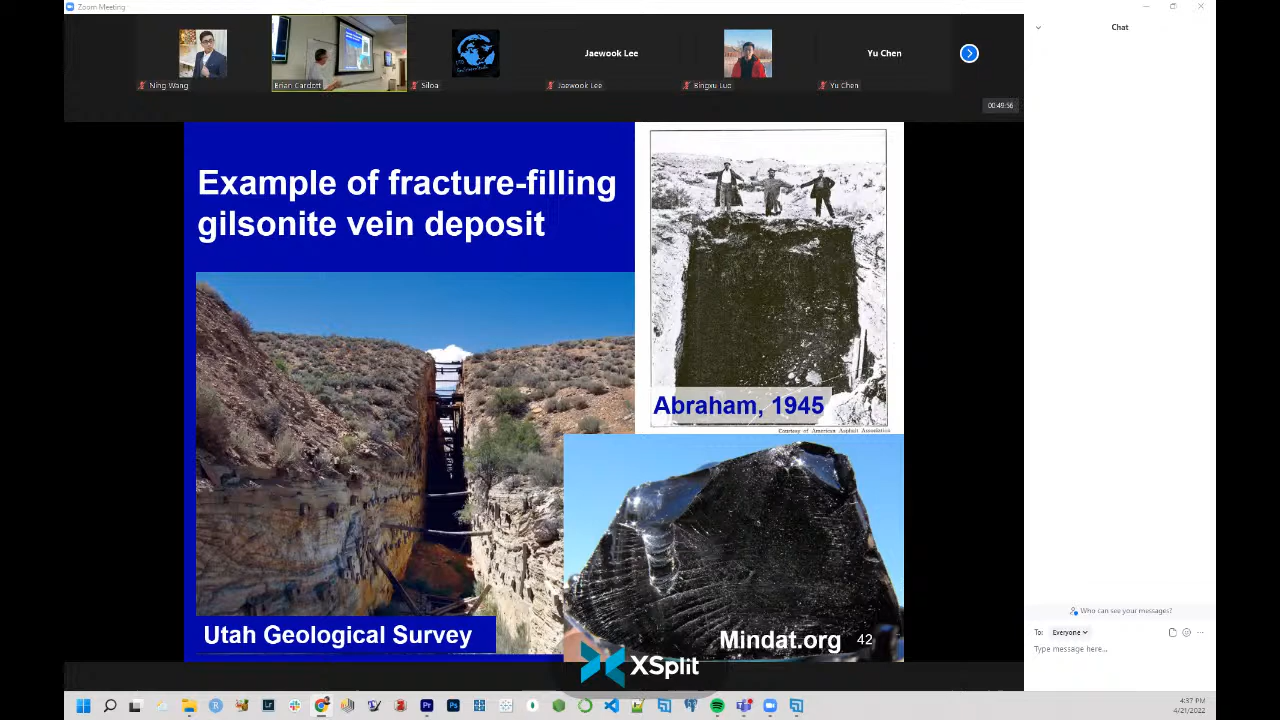 Zoom Meeting
Chat
Jaewook Lee
Yu Chen
Ning Wang
Brian Cardott
Siloa
Jaewook Lee
Bingxu Luo
Yu Chen
00:49:56
Example of fracture-filling
gilsonite vein deposit
Abraham, 1945
Courtesy of American Asphalt Association
Utah Geological Survey
Mindat.org
42
XSplit
Who can see your messages?
To: Everyone
Type message here...
4:37 PM
4/21/2022